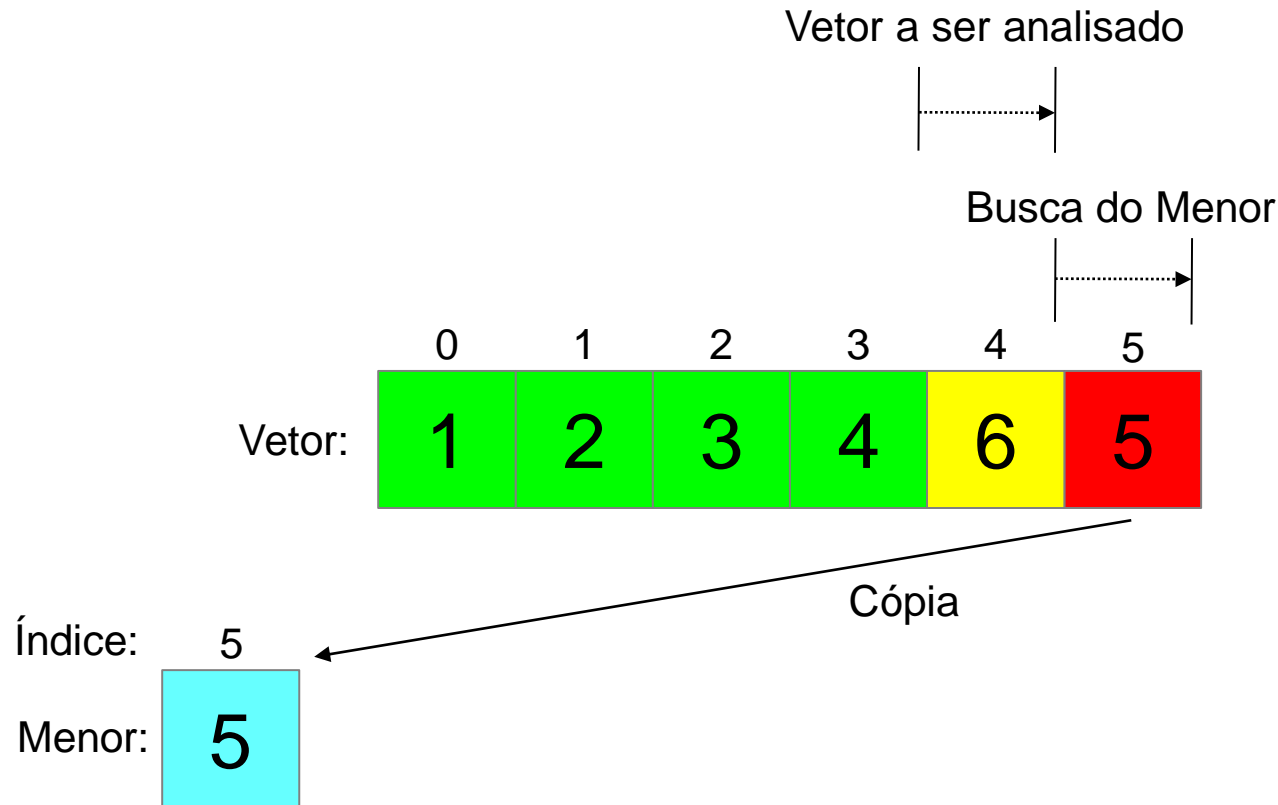 Vetor a ser analisado
Busca do Menor
0 1 2 3 4 5
Vetor: 1 2 3 4 6 5
Cópia
Índice: 5
Menor: 5